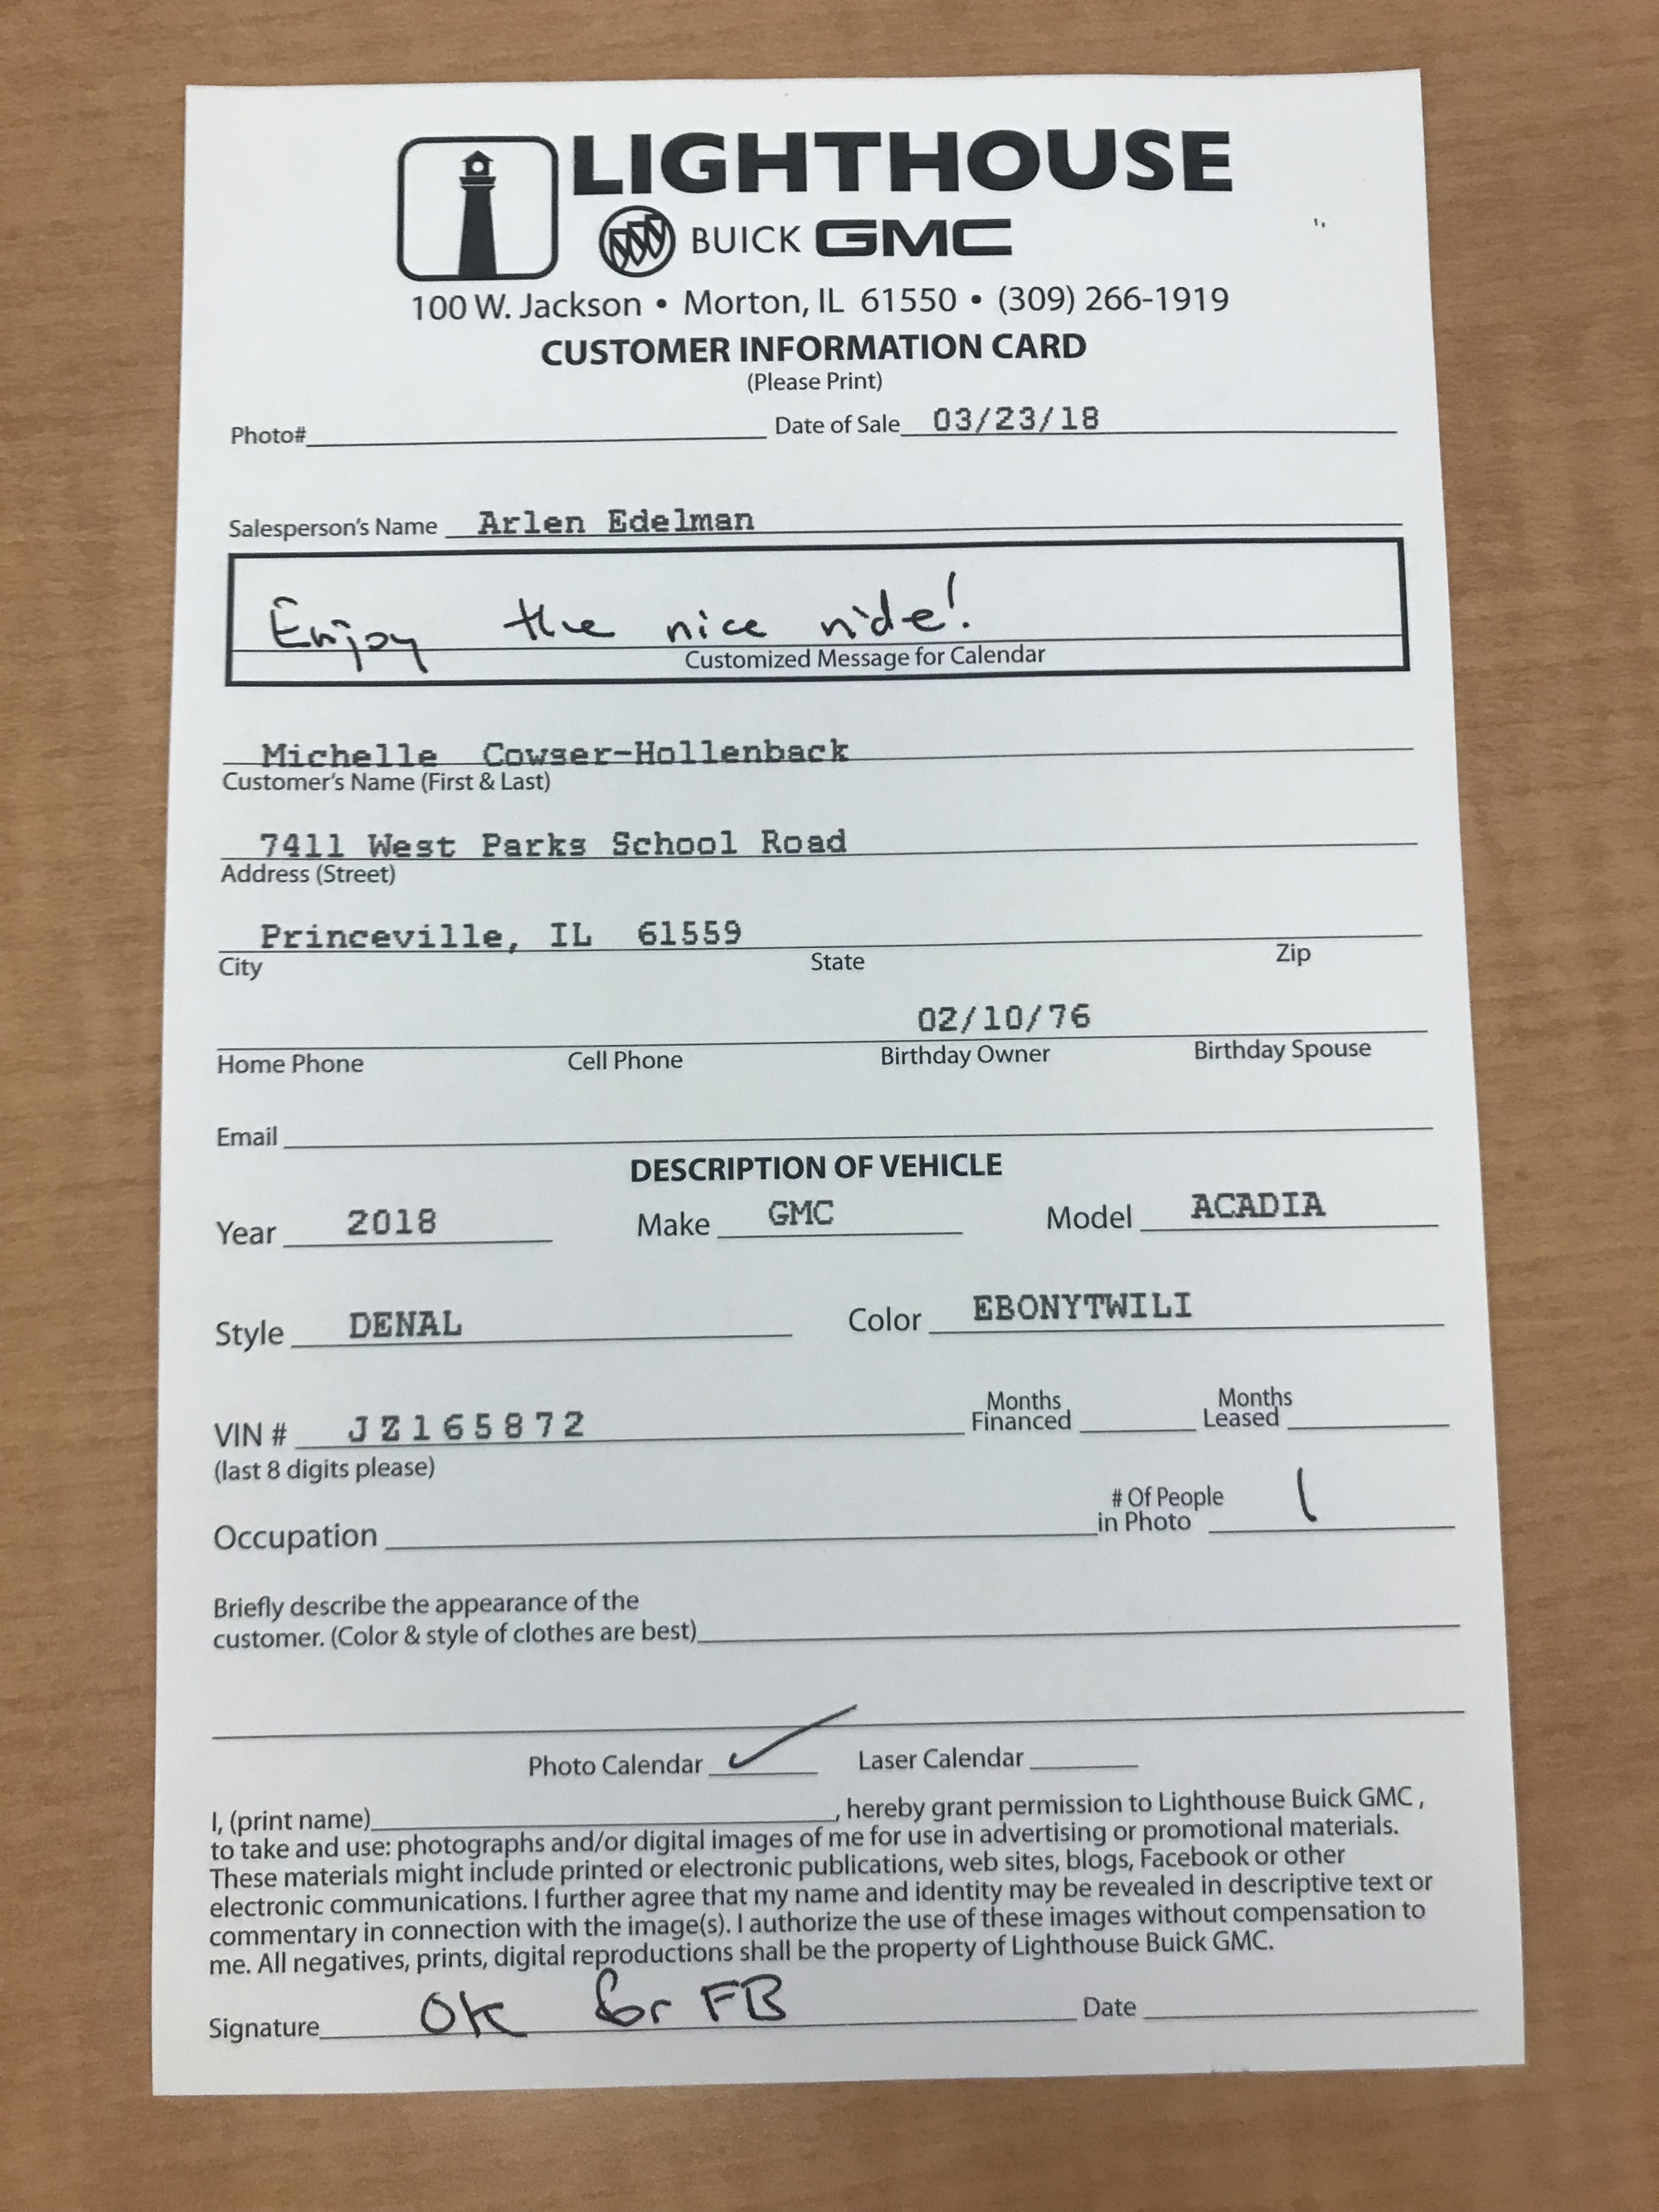 LIGHTHOUSE
BUICK GMC
100 W. Jackson • Morton, IL 61550 • (309) 266-1919
CUSTOMER INFORMATION CARD
(Please Print)
Photo# Date of Sale 03/23/18
Salesperson's Name Arlen Edelman
Enjoy the nice ride!
Customized Message for Calendar
Michelle Cowser-Hollenback
Customer's Name (First & Last)
7411 West Parks School Road
Address (Street)
Princeville, IL 61559
City State Zip
02/10/76
Home Phone Cell Phone Birthday Owner Birthday Spouse
Email
DESCRIPTION OF VEHICLE
Year 2018 Make GMC Model ACADIA
Style DENAL Color EBONYTWILI
VIN # JZ165872 Months Financed Months Leased
(last 8 digits please)
Occupation # Of People in Photo 1
Briefly describe the appearance of the
customer. (Color & style of clothes are best)
Photo Calendar ✓ Laser Calendar
I, (print name) , hereby grant permission to Lighthouse Buick GMC ,
to take and use: photographs and/or digital images of me for use in advertising or promotional materials.
These materials might include printed or electronic publications, web sites, blogs, Facebook or other
electronic communications. I further agree that my name and identity may be revealed in descriptive text or
commentary in connection with the image(s). I authorize the use of these images without compensation to
me. All negatives, prints, digital reproductions shall be the property of Lighthouse Buick GMC.
Signature OK for FB Date